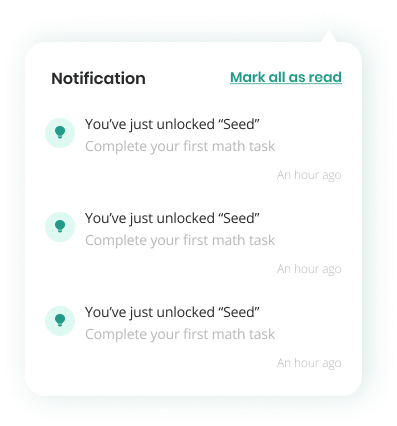 Notification
Mark all as read
You’ve just unlocked “Seed”
Complete your first math task
An hour ago
You’ve just unlocked “Seed”
Complete your first math task
An hour ago
You’ve just unlocked “Seed”
Complete your first math task
An hour ago